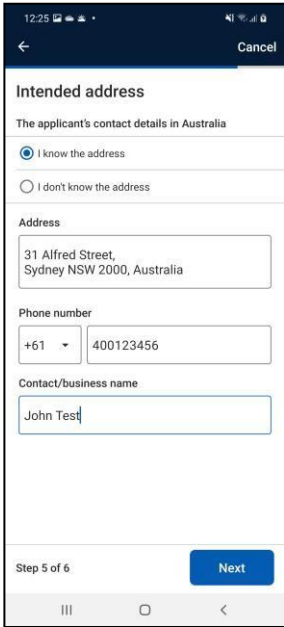 12:25
Cancel
Intended address
The applicant's contact details in Australia
I know the address
I don't know the address
Address
31 Alfred Street,
Sydney NSW 2000, Australia
Phone number
+61 400123456
Contact/business name
John Test
Step 5 of 6 Next